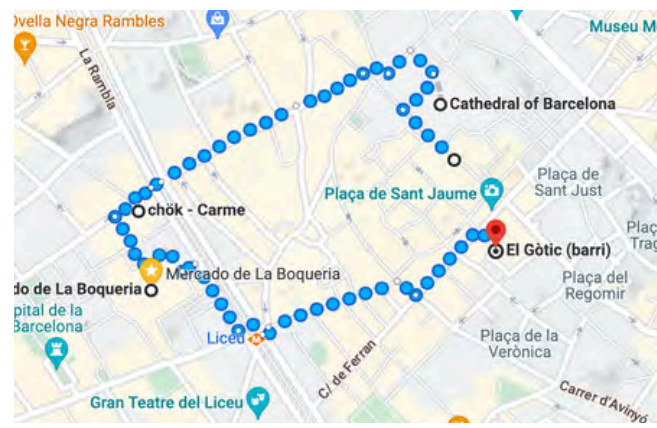 Ovella Negra Rambles
Museu M
La Rambla
Cathedral of Barcelona
Plaça de
Sant Just
Plaça de Sant Jaume
chök - Carme
Plaç
Trag
El Gòtic (barri)
Mercado de La Boqueria
do de La Boqueria
Plaça del
Regomir
pital de la
Barcelona
Liceu
M
C/ de Ferran
Plaça de la
Verònica
Gran Teatre del Liceu
Carrer d'Avinyó